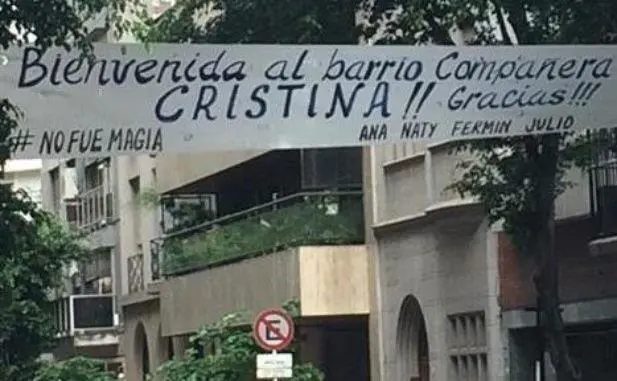 Bienvenida al barrio Compañera
CRISTINA!! Gracias!!!
# NO FUE MAGIA
ANA NATY FERMIN JULIO
E